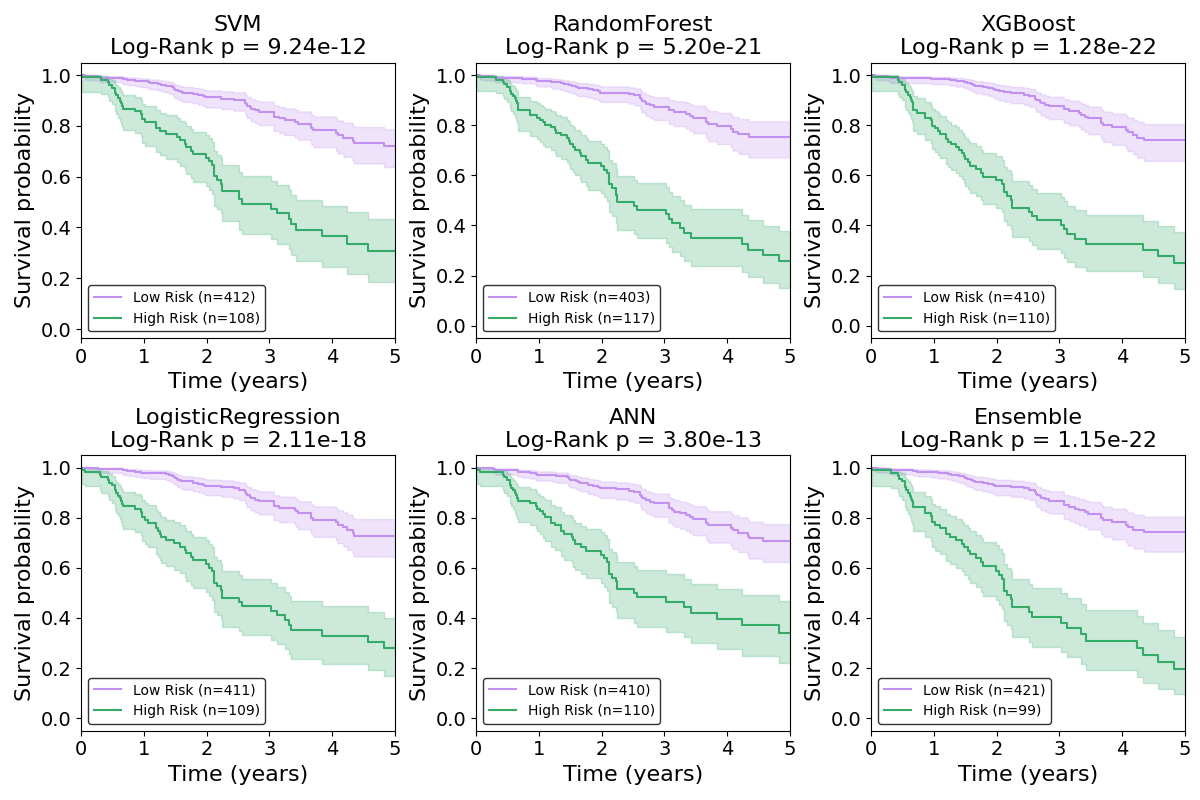 SVM
Log-Rank p = 9.24e-12
Survival probability
1.0
0.8
0.6
0.4
0.2
0.0
Low Risk (n=412)
High Risk (n=108)
0 1 2 3 4 5
Time (years)
RandomForest
Log-Rank p = 5.20e-21
Survival probability
1.0
0.8
0.6
0.4
0.2
0.0
Low Risk (n=403)
High Risk (n=117)
0 1 2 3 4 5
Time (years)
XGBoost
Log-Rank p = 1.28e-22
Survival probability
1.0
0.8
0.6
0.4
0.2
0.0
Low Risk (n=410)
High Risk (n=110)
0 1 2 3 4 5
Time (years)
LogisticRegression
Log-Rank p = 2.11e-18
Survival probability
1.0
0.8
0.6
0.4
0.2
0.0
Low Risk (n=411)
High Risk (n=109)
0 1 2 3 4 5
Time (years)
ANN
Log-Rank p = 3.80e-13
Survival probability
1.0
0.8
0.6
0.4
0.2
0.0
Low Risk (n=410)
High Risk (n=110)
0 1 2 3 4 5
Time (years)
Ensemble
Log-Rank p = 1.15e-22
Survival probability
1.0
0.8
0.6
0.4
0.2
0.0
Low Risk (n=421)
High Risk (n=99)
0 1 2 3 4 5
Time (years)